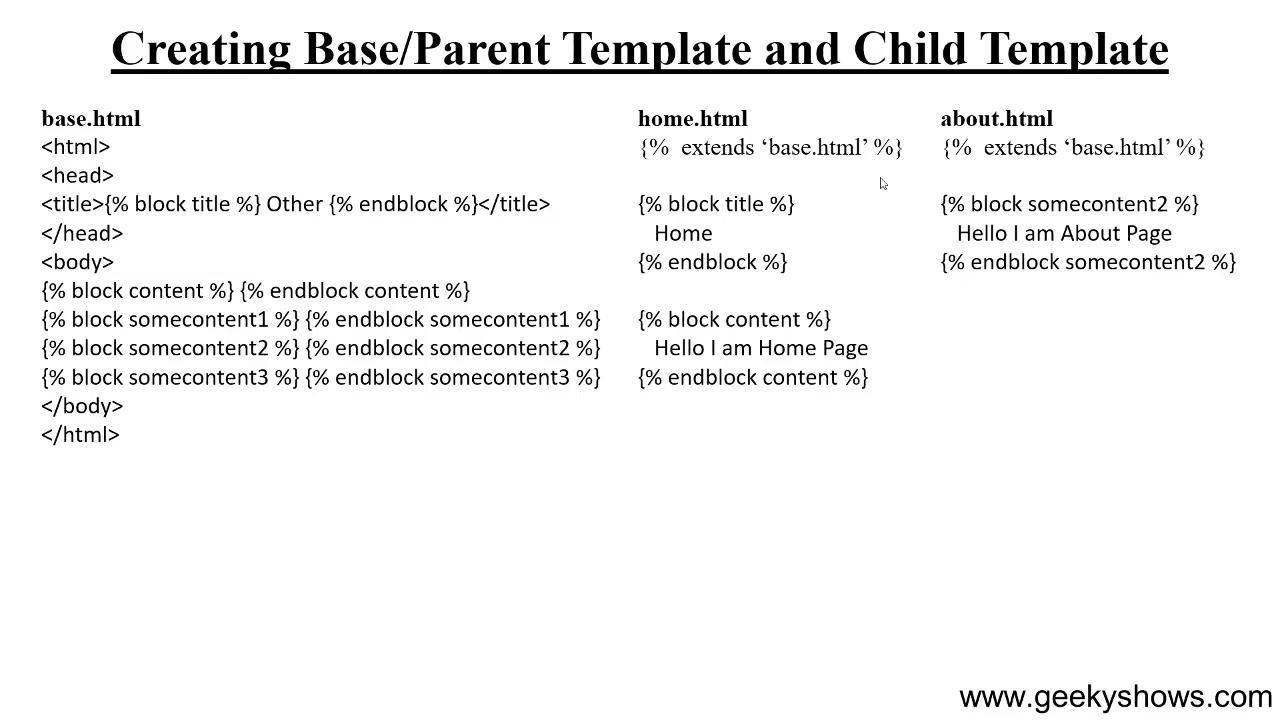 Creating Base/Parent Template and Child Template
base.html
<html>
<head>
<title>{% block title %} Other {% endblock %}</title>
</head>
<body>
{% block content %} {% endblock content %}
{% block somecontent1 %} {% endblock somecontent1 %}
{% block somecontent2 %} {% endblock somecontent2 %}
{% block somecontent3 %} {% endblock somecontent3 %}
</body>
</html>
home.html
{%  extends ‘base.html’ %}
{% block title %}
Home
{% endblock %}
{% block content %}
Hello I am Home Page
{% endblock content %}
about.html
{%  extends ‘base.html’ %}
{% block somecontent2 %}
Hello I am About Page
{% endblock somecontent2 %}
www.geekyshows.com